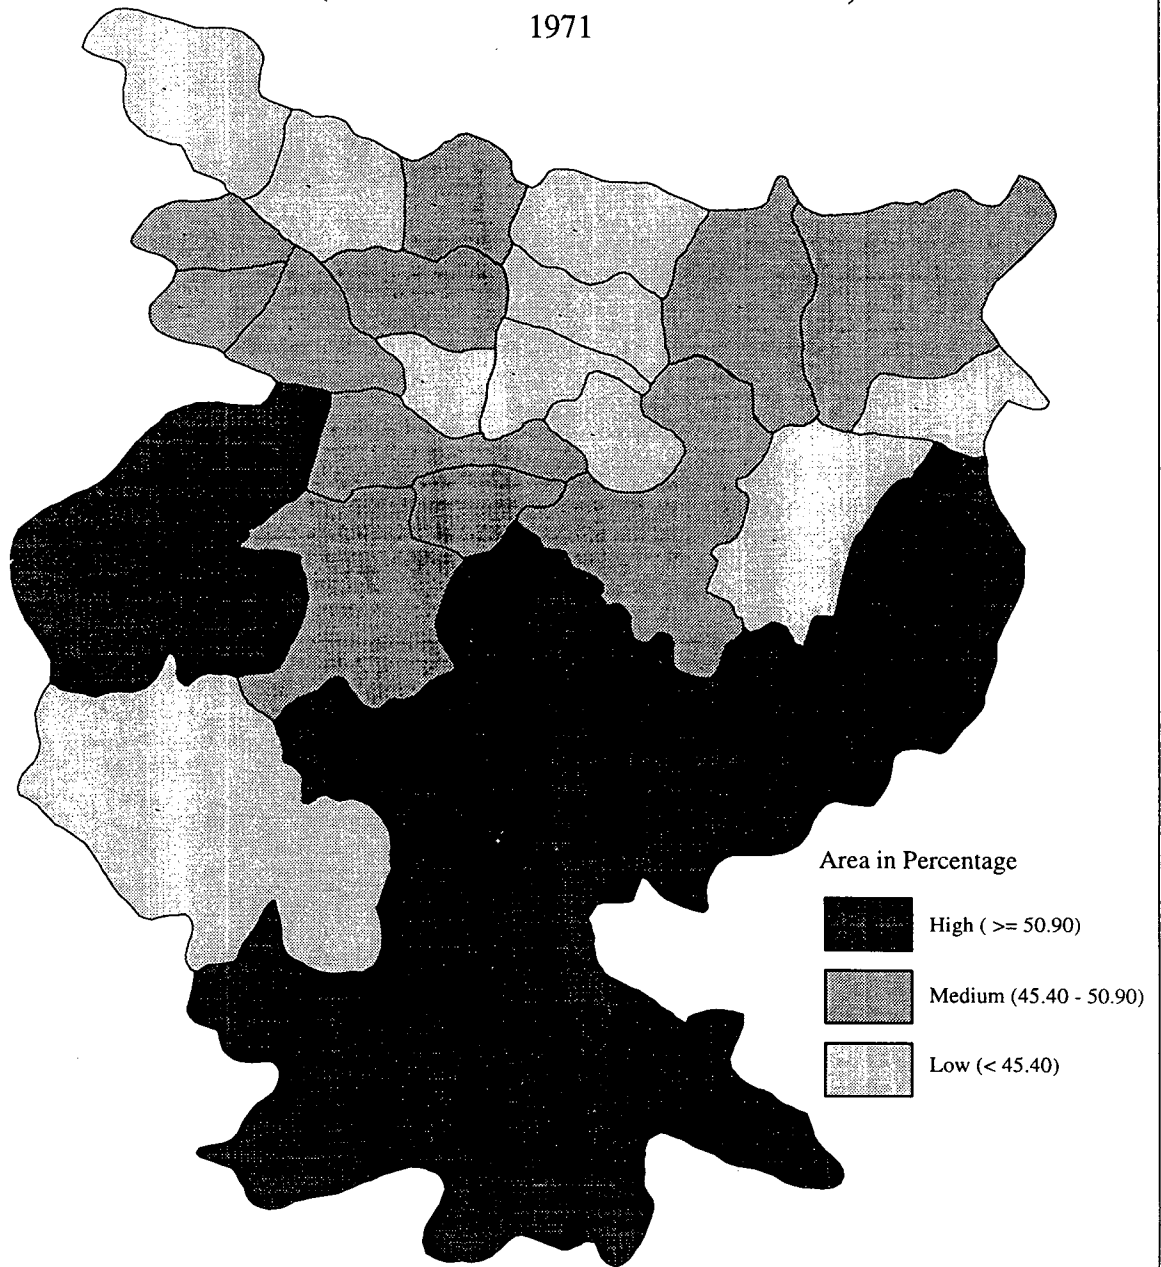 1971
Area in Percentage
High ( >= 50.90)
Medium (45.40 - 50.90)
Low (< 45.40)